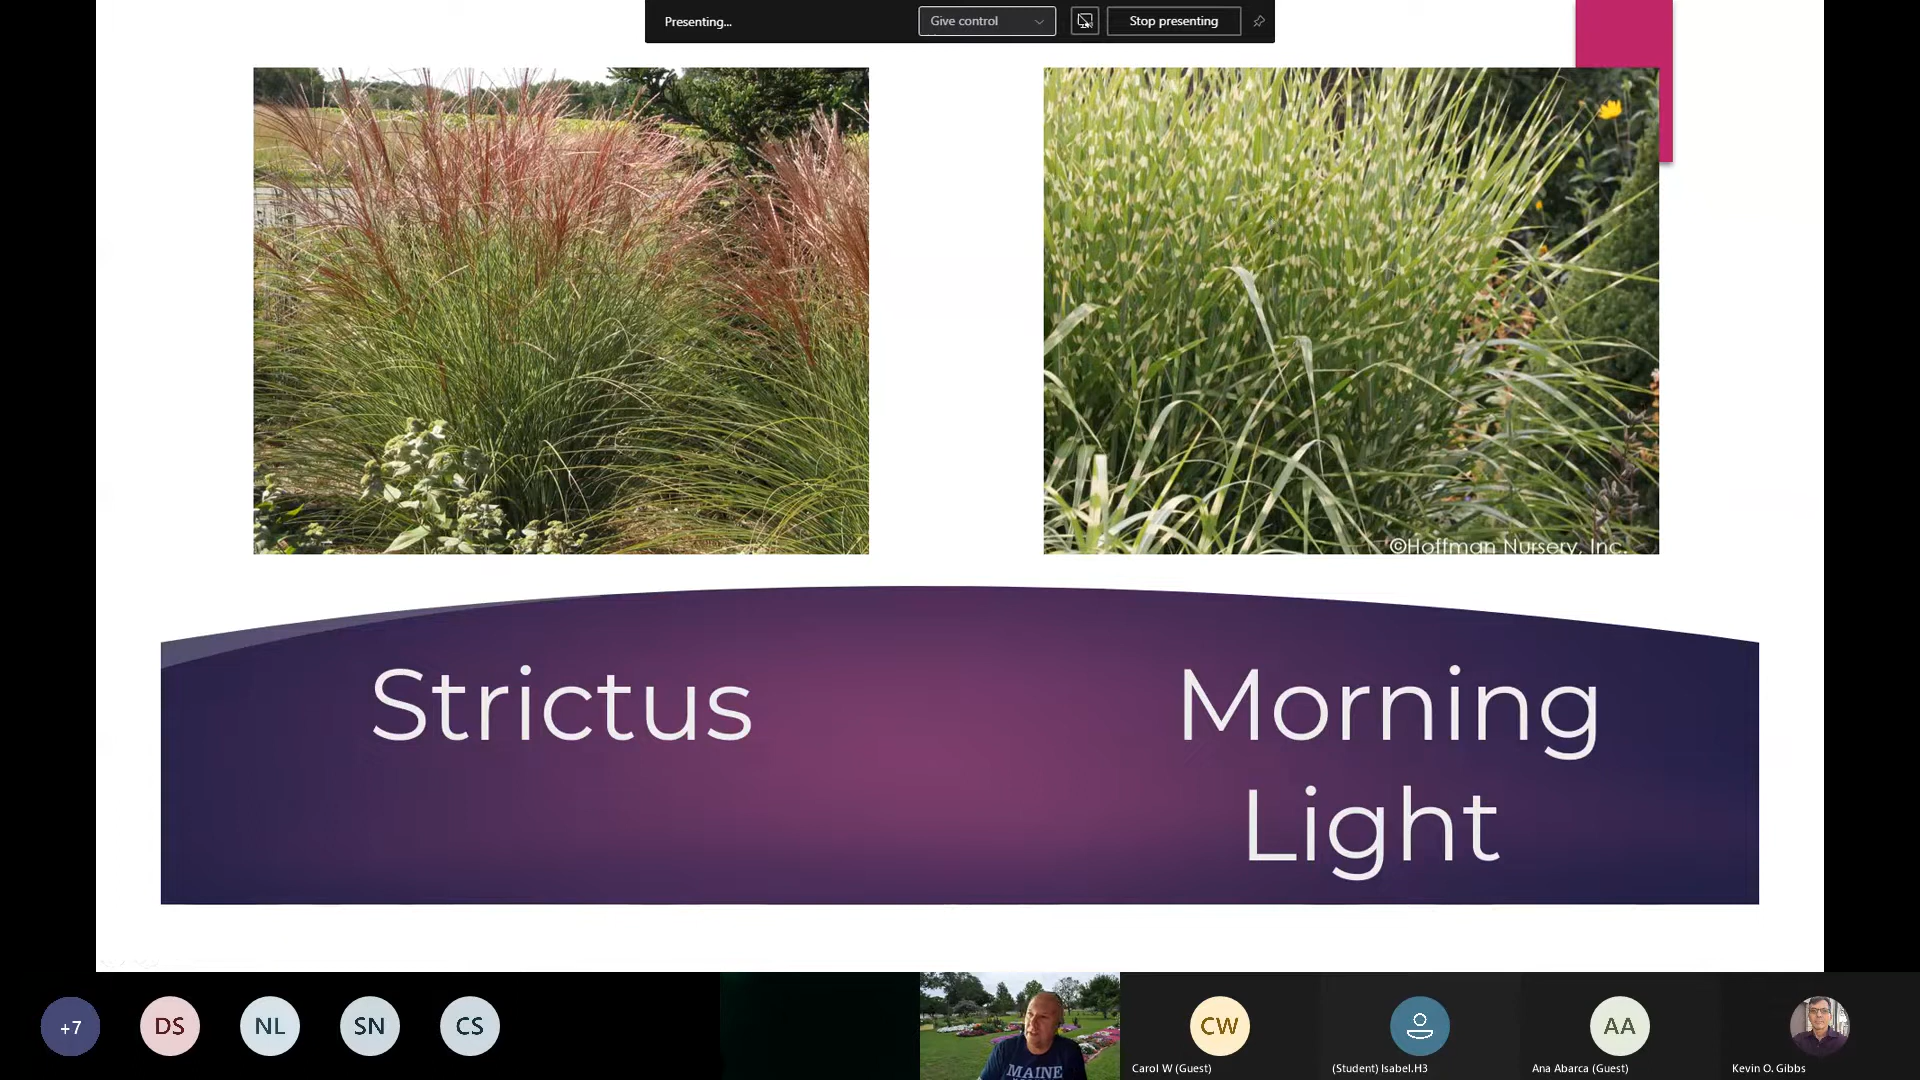 Presenting...
Give control
Stop presenting
©Hoffman Nursery, Inc.
Strictus
Morning
Light
+7
DS
NL
SN
CS
MAINE
CW
Carol W (Guest)
(Student) Isabel.H3
AA
Ana Abarca (Guest)
Kevin O. Gibbs